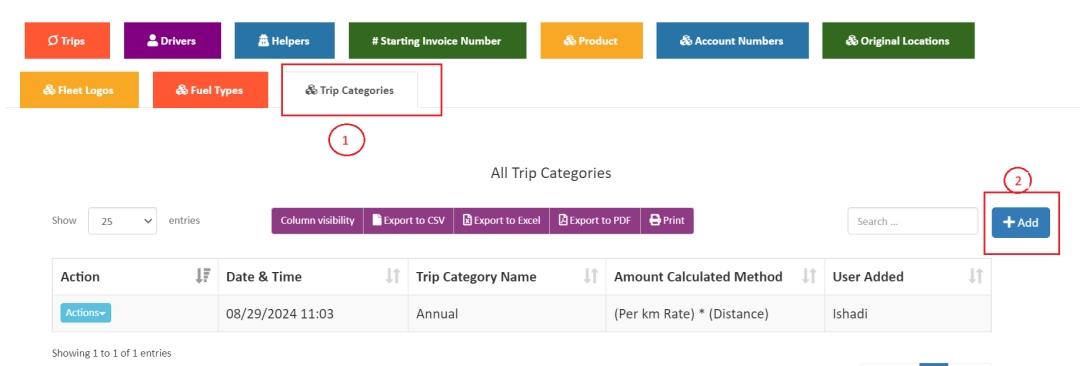 Trips Drivers Helpers # Starting Invoice Number Product Account Numbers Original Locations
Fleet Logos Fuel Types Trip Categories
1
All Trip Categories
2
Show 25 entries Column visibility Export to CSV Export to Excel Export to PDF Print Search ... + Add
Action Date & Time Trip Category Name Amount Calculated Method User Added
Actions 08/29/2024 11:03 Annual (Per km Rate) * (Distance) Ishadi
Showing 1 to 1 of 1 entries